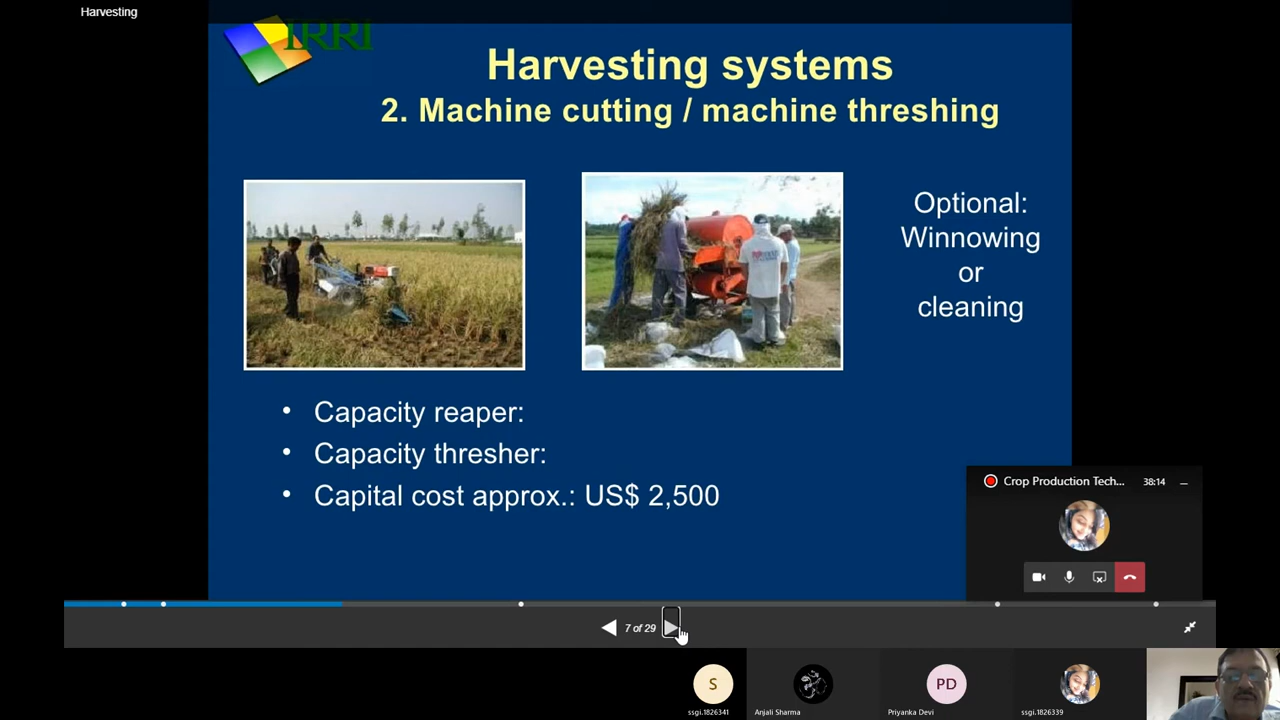 Harvesting
IRRI
Harvesting systems
2. Machine cutting / machine threshing
Optional:
Winnowing
or
cleaning
• Capacity reaper:
• Capacity thresher:
• Capital cost approx.: US$ 2,500
Crop Production Tech... 38:14
7 of 29
S
PD
ssgi.1826341
Anjali Sharma
Priyanka Devi
ssgi.1826339